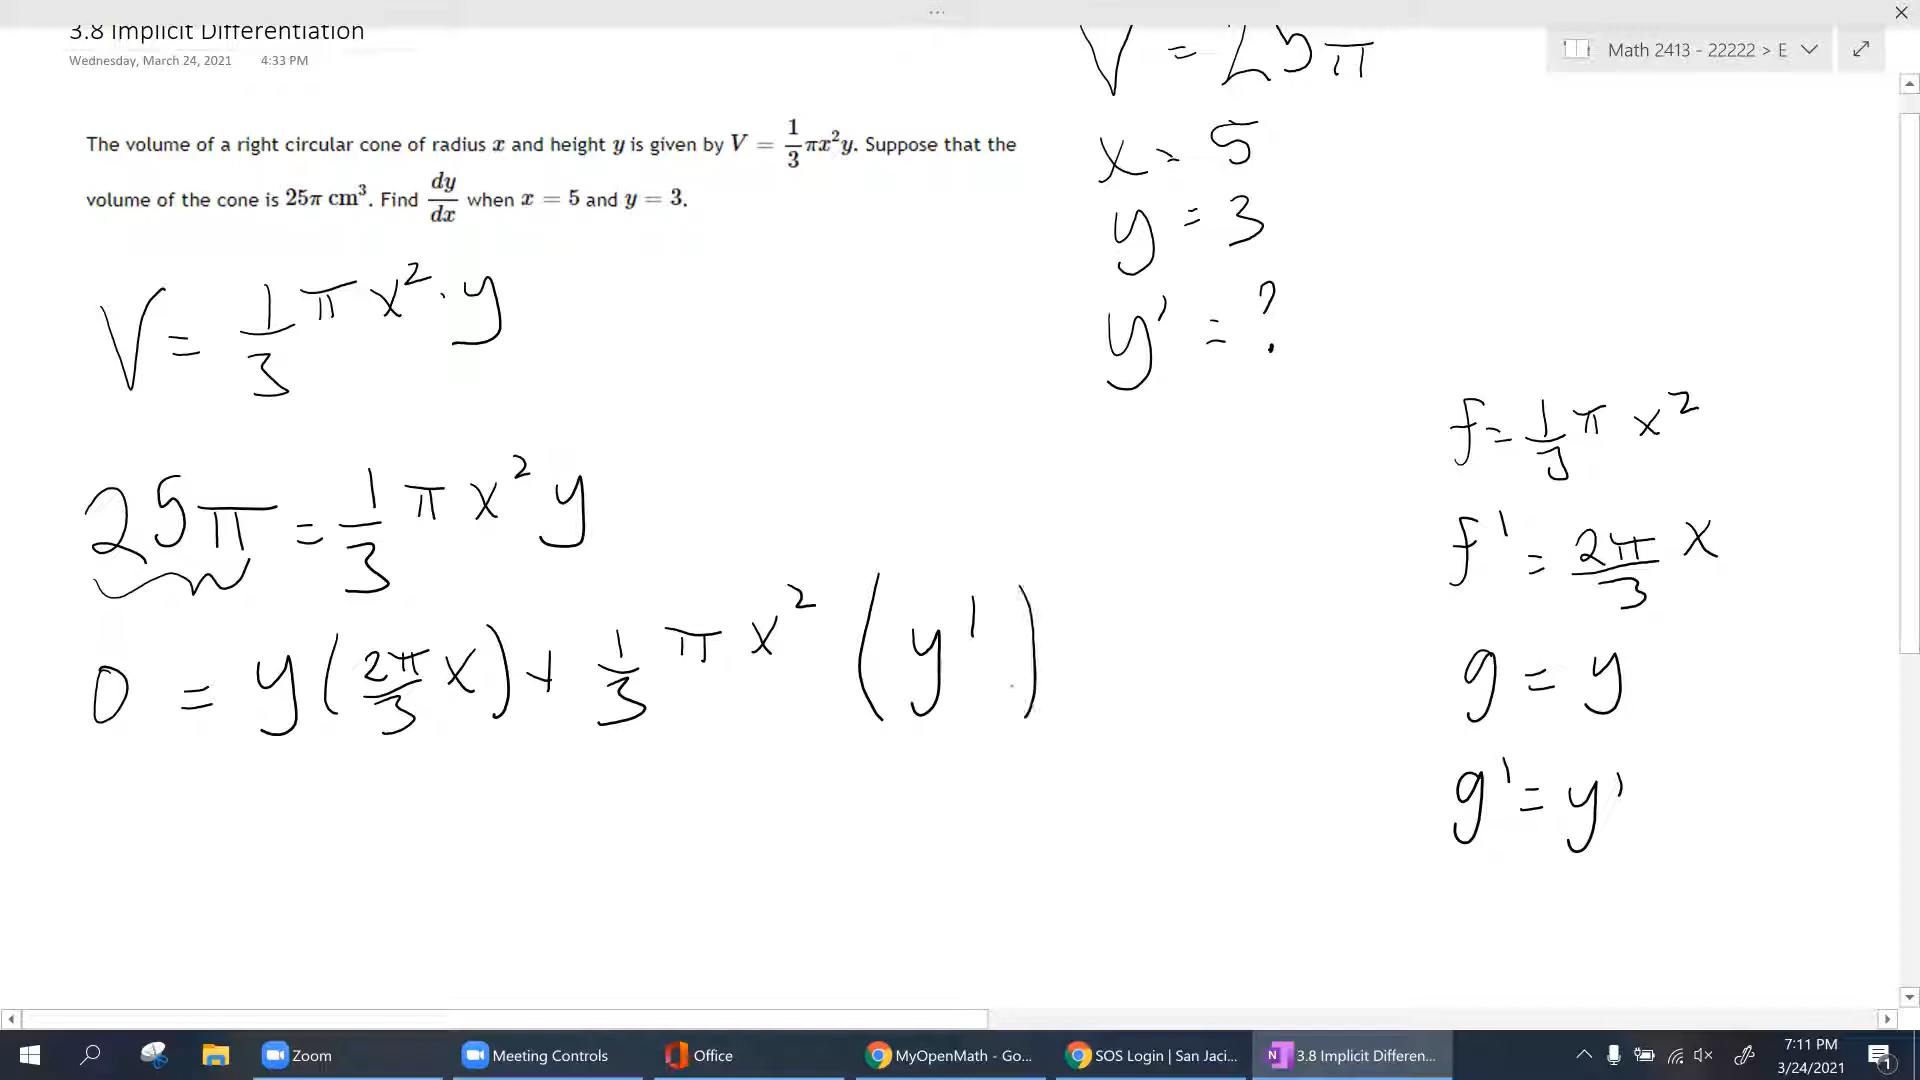 3.8 Implicit Differentiation
Wednesday, March 24, 2021 4:33 PM
Math 2413 - 22222 > E
The volume of a right circular cone of radius x and height y is given by V = 1/3 πx²y. Suppose that the
volume of the cone is 25π cm³. Find dy/dx when x = 5 and y = 3.
V = 25π
x = 5
y = 3
y' = ?
V = 1/3 π x² · y
25π = 1/3 π x² y
0 = y (2π/3 x) + 1/3 π x² (y')
f = 1/3 π x²
f' = 2π/3 x
g = y
g' = y'
Zoom
Meeting Controls
Office
MyOpenMath - Go...
SOS Login | San Jaci...
3.8 Implicit Differen...
7:11 PM
3/24/2021
1